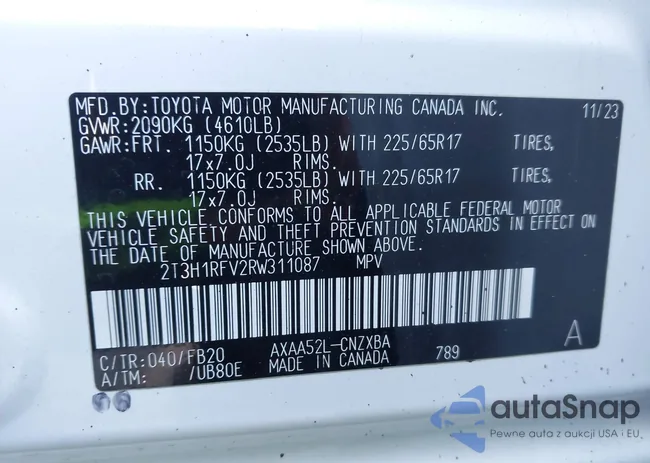 MFD.BY:TOYOTA MOTOR MANUFACTURING CANADA INC. 11/23
GVWR:2090KG (4610LB)
GAWR:FRT. 1150KG (2535LB) WITH 225/65R17 TIRES,
17x7.0J RIMS.
RR. 1150KG (2535LB) WITH 225/65R17 TIRES,
17x7.0J RIMS.
THIS VEHICLE CONFORMS TO ALL APPLICABLE FEDERAL MOTOR
VEHICLE SAFETY AND THEFT PREVENTION STANDARDS IN EFFECT ON
THE DATE OF MANUFACTURE SHOWN ABOVE.
2T3H1RFV2RW311087 MPV
C/TR:040/FB20 AXAA52L-CNZXBA 789 A
A/TM: /UB80E MADE IN CANADA
autaSnap
Pewne auta z aukcji USA i EU